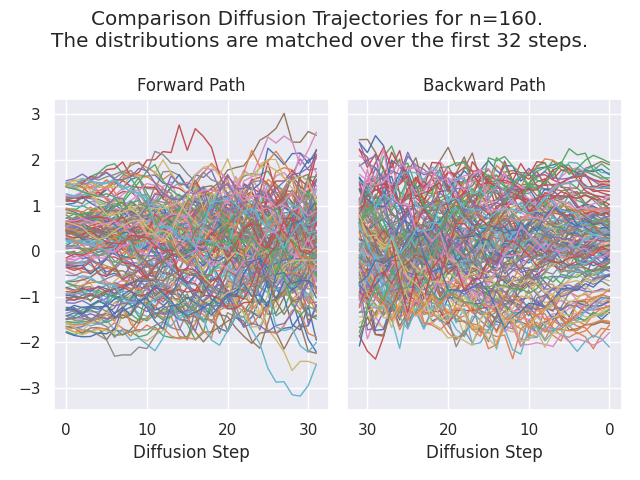 Comparison Diffusion Trajectories for n=160.
The distributions are matched over the first 32 steps.
Forward Path
Backward Path
3
2
1
0
−1
−2
−3
0 10 20 30
30 20 10 0
Diffusion Step
Diffusion Step